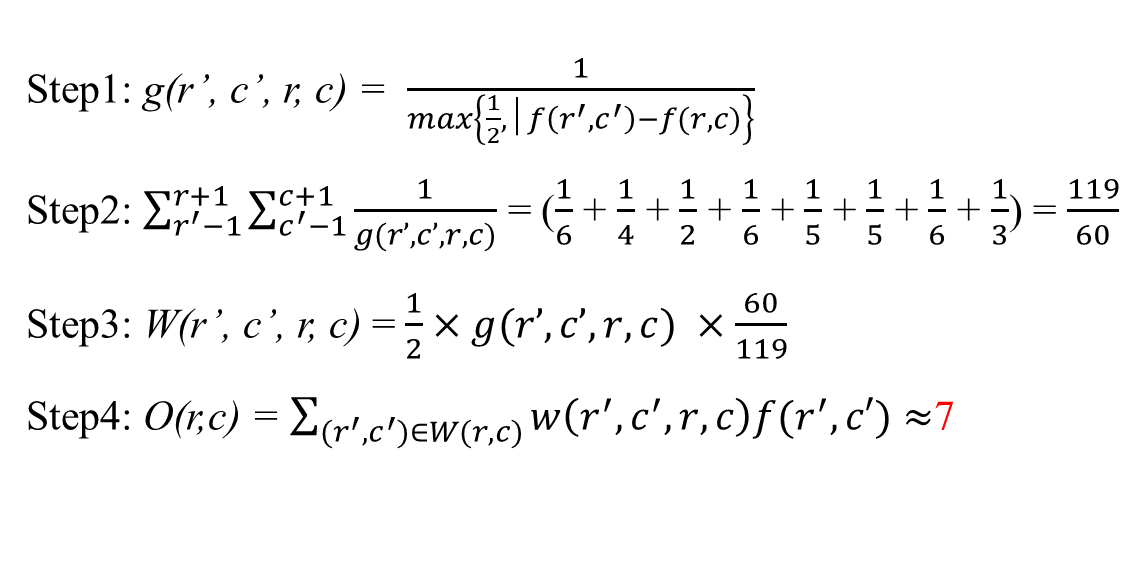 Step1: g(r’, c’, r, c) = 1/max{1/2, | f(r′,c′)−f(r,c)}
Step2: ∑_{r′−1}^{r+1} ∑_{c′−1}^{c+1} 1/g(r’,c’,r,c) = (1/6 + 1/4 + 1/2 + 1/6 + 1/5 + 1/5 + 1/6 + 1/3) = 119/60
Step3: W(r’, c’, r, c) = 1/2 × g(r’,c’,r,c) × 60/119
Step4: O(r,c) = ∑_{(r′,c′)∈W(r,c)} w(r′,c′,r,c)f(r′,c′) ≈7